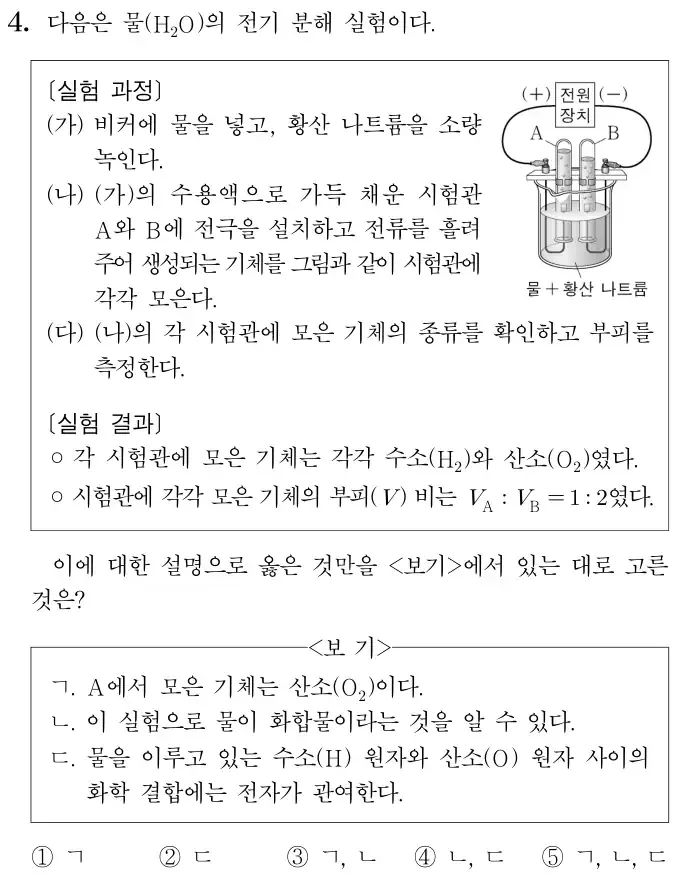 4. 다음은 물(H₂O)의 전기 분해 실험이다.
[실험 과정]
(가) 비커에 물을 넣고, 황산 나트륨을 소량
녹인다.
(나) (가)의 수용액으로 가득 채운 시험관
A와 B에 전극을 설치하고 전류를 흘려
주어 생성되는 기체를 그림과 같이 시험관에
각각 모은다.
(+) 전원 장치 (-)
A B
물 + 황산 나트륨
(다) (나)의 각 시험관에 모은 기체의 종류를 확인하고 부피를
측정한다.
[실험 결과]
○ 각 시험관에 모은 기체는 각각 수소(H₂)와 산소(O₂)였다.
○ 시험관에 각각 모은 기체의 부피(V) 비는 V_A : V_B = 1 : 2였다.
이에 대한 설명으로 옳은 것만을 <보기>에서 있는 대로 고른
것은?
<보 기>
ㄱ. A에서 모은 기체는 산소(O₂)이다.
ㄴ. 이 실험으로 물이 화합물이라는 것을 알 수 있다.
ㄷ. 물을 이루고 있는 수소(H) 원자와 산소(O) 원자 사이의
화학 결합에는 전자가 관여한다.
① ㄱ ② ㄷ ③ ㄱ, ㄴ ④ ㄴ, ㄷ ⑤ ㄱ, ㄴ, ㄷ